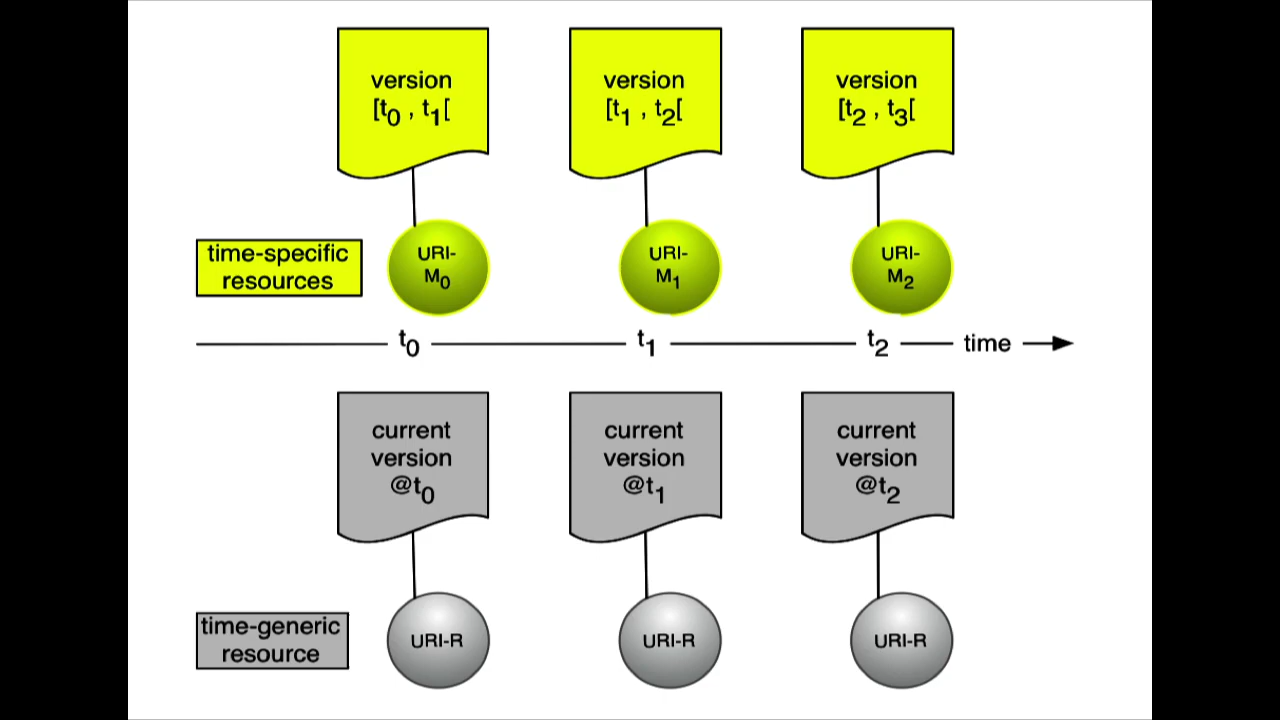 version
[t0 , t1[
version
[t1 , t2[
version
[t2 , t3[
time-specific
resources
URI-
M0
URI-
M1
URI-
M2
t0
t1
t2
time
current
version
@t0
current
version
@t1
current
version
@t2
time-generic
resource
URI-R
URI-R
URI-R